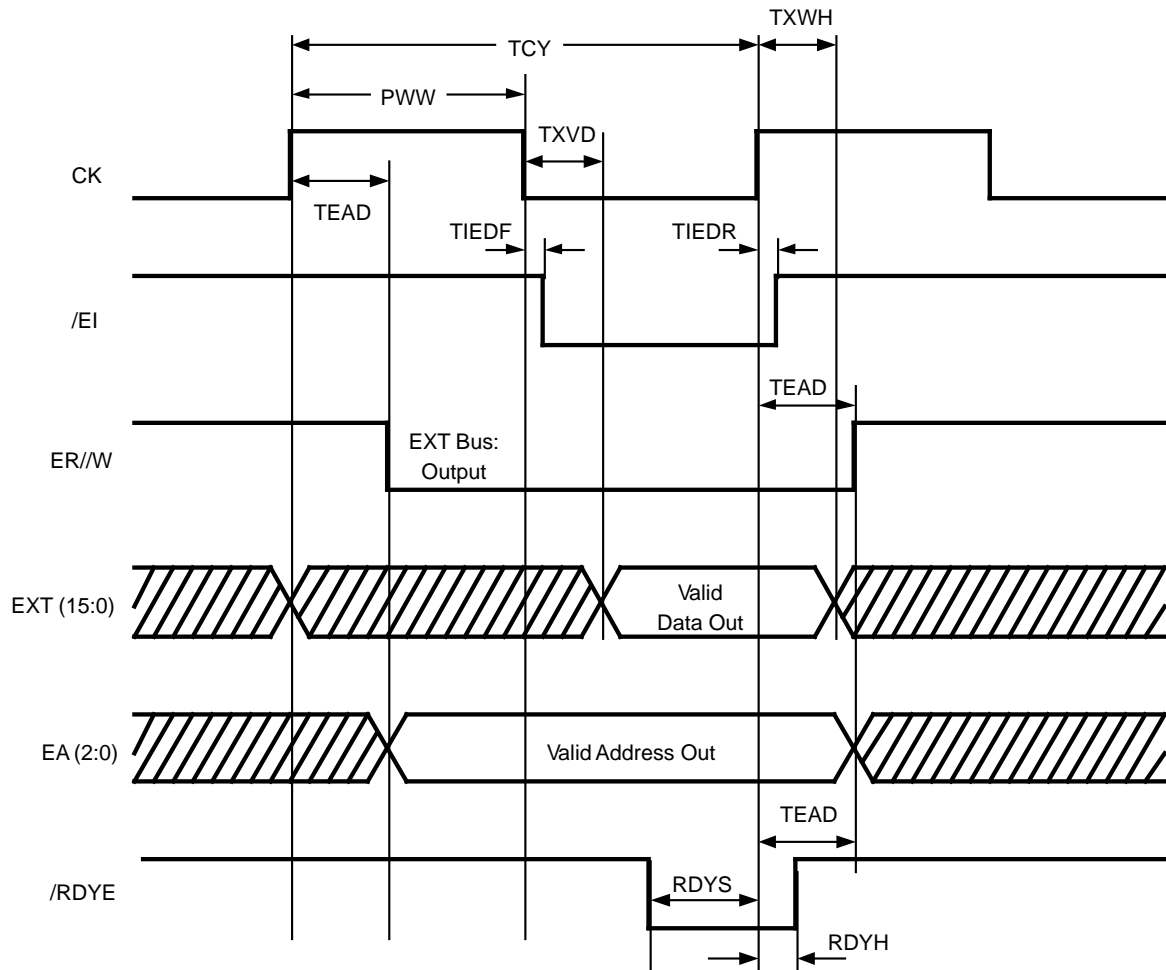 TXWH
TCY
PWW
TXVD
CK
TEAD
TIEDF
TIEDR
/EI
TEAD
ER//W
EXT Bus:
Output
EXT (15:0)
Valid
Data Out
EA (2:0)
Valid Address Out
TEAD
/RDYE
RDYS
RDYH